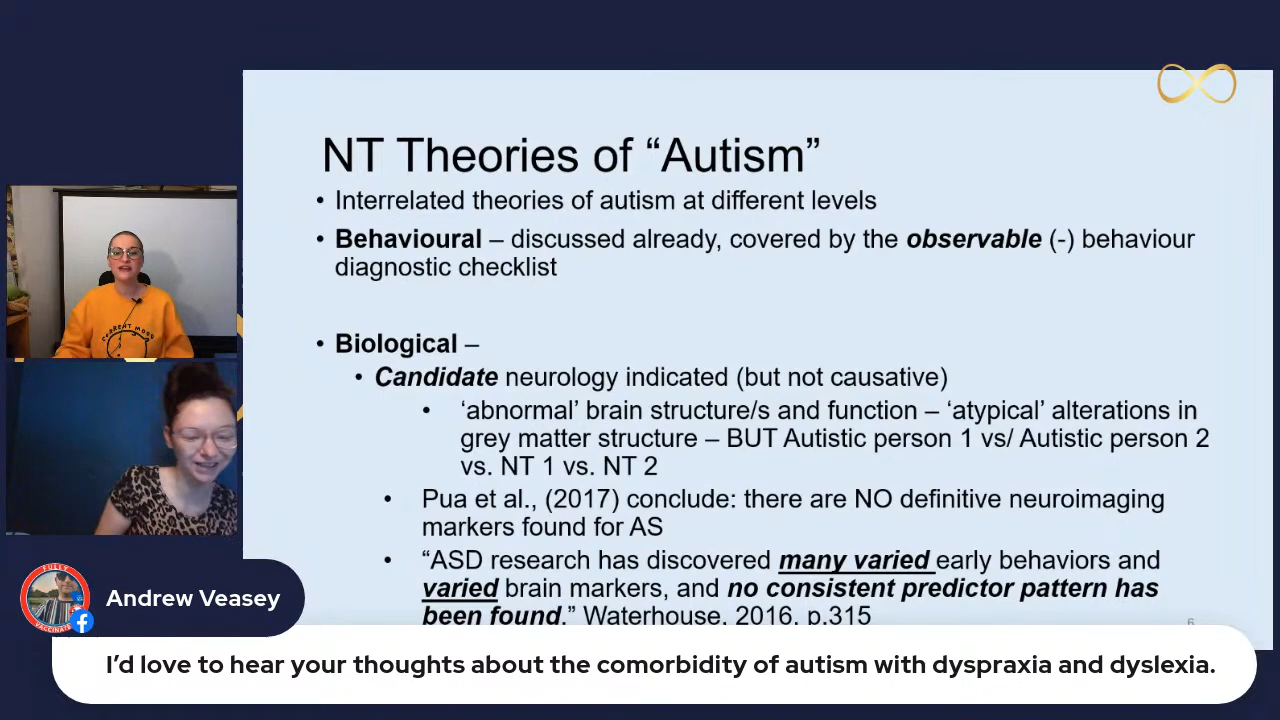 NT Theories of “Autism”
• Interrelated theories of autism at different levels
• Behavioural – discussed already, covered by the observable (-) behaviour
diagnostic checklist
• Biological –
• Candidate neurology indicated (but not causative)
• ‘abnormal’ brain structure/s and function – ‘atypical’ alterations in
grey matter structure – BUT Autistic person 1 vs/ Autistic person 2
vs. NT 1 vs. NT 2
• Pua et al., (2017) conclude: there are NO definitive neuroimaging
markers found for AS
• “ASD research has discovered many varied early behaviors and
varied brain markers, and no consistent predictor pattern has
been found.” Waterhouse, 2016, p.315
6
CURRENT MOOD
FULLY
VACCINATED
Andrew Veasey
I’d love to hear your thoughts about the comorbidity of autism with dyspraxia and dyslexia.